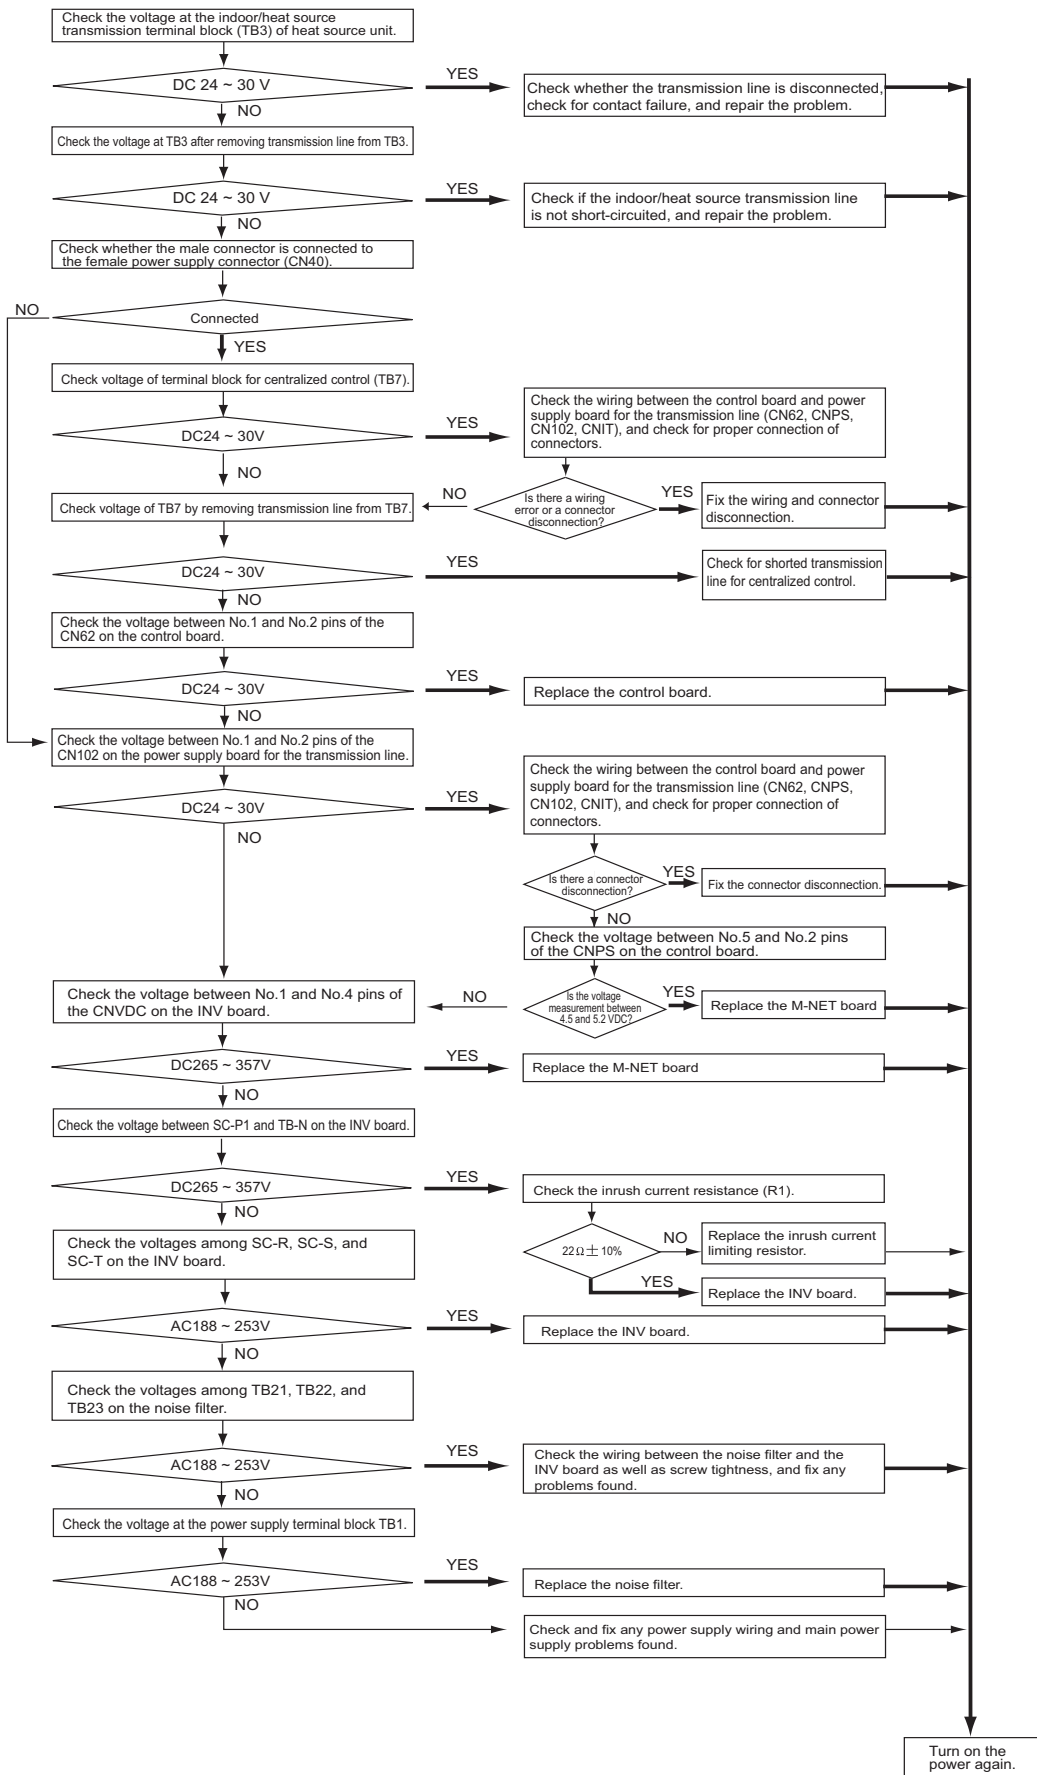 Check the voltage at the indoor/heat source
transmission terminal block (TB3) of heat source unit.
DC 24 ~ 30 V
YES
Check whether the transmission line is disconnected,
check for contact failure, and repair the problem.
NO
Check the voltage at TB3 after removing transmission line from TB3.
DC 24 ~ 30 V
YES
Check if the indoor/heat source transmission line
is not short-circuited, and repair the problem.
NO
Check whether the male connector is connected to
the female power supply connector (CN40).
NO
Connected
YES
Check voltage of terminal block for centralized control (TB7).
DC24 ~ 30V
YES
Check the wiring between the control board and power
supply board for the transmission line (CN62, CNPS,
CN102, CNIT), and check for proper connection of
connectors.
NO
Check voltage of TB7 by removing transmission line from TB7.
NO
Is there a wiring
error or a connector
disconnection?
YES
Fix the wiring and connector
disconnection.
DC24 ~ 30V
YES
Check for shorted transmission
line for centralized control.
NO
Check the voltage between No.1 and No.2 pins of the
CN62 on the control board.
DC24 ~ 30V
YES
Replace the control board.
NO
Check the voltage between No.1 and No.2 pins of the
CN102 on the power supply board for the transmission line.
DC24 ~ 30V
YES
Check the wiring between the control board and power
supply board for the transmission line (CN62, CNPS,
CN102, CNIT), and check for proper connection of
connectors.
NO
Is there a connector
disconnection?
YES
Fix the connector disconnection.
NO
Check the voltage between No.5 and No.2 pins
of the CNPS on the control board.
Check the voltage between No.1 and No.4 pins of
the CNVDC on the INV board.
NO
Is the voltage
measurement between
4.5 and 5.2 VDC?
YES
Replace the M-NET board
DC265 ~ 357V
YES
Replace the M-NET board
NO
Check the voltage between SC-P1 and TB-N on the INV board.
DC265 ~ 357V
YES
Check the inrush current resistance (R1).
NO
Check the voltages among SC-R, SC-S, and
SC-T on the INV board.
22 Ω ± 10%
NO
Replace the inrush current
limiting resistor.
YES
Replace the INV board.
AC188 ~ 253V
YES
Replace the INV board.
NO
Check the voltages among TB21, TB22, and
TB23 on the noise filter.
AC188 ~ 253V
YES
Check the wiring between the noise filter and the
INV board as well as screw tightness, and fix any
problems found.
NO
Check the voltage at the power supply terminal block TB1.
AC188 ~ 253V
YES
Replace the noise filter.
NO
Check and fix any power supply wiring and main power
supply problems found.
Turn on the
power again.